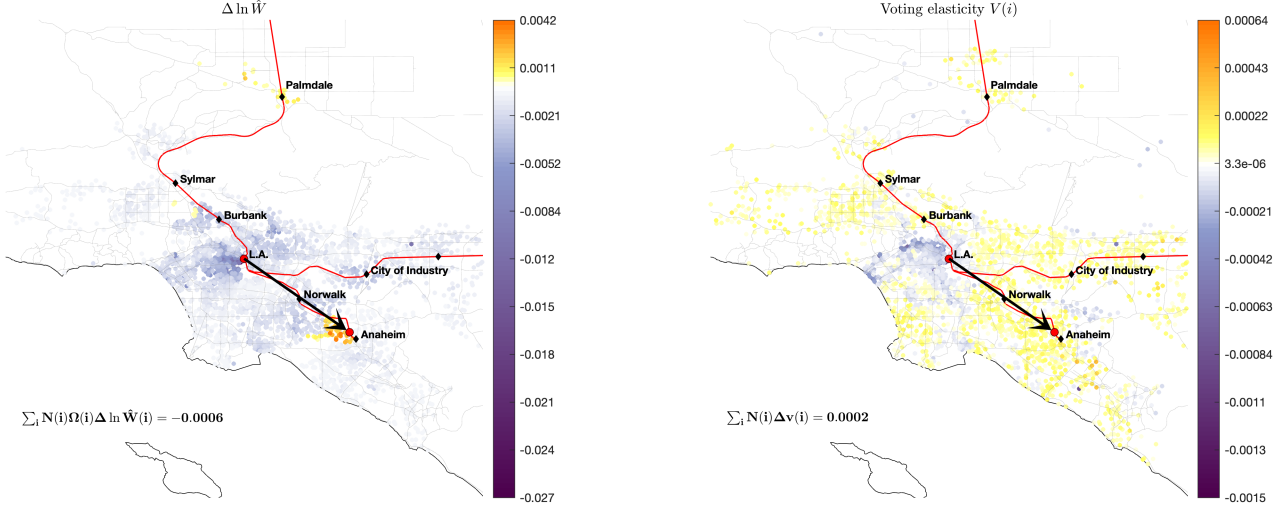 Δ ln Ŵ
0.0042
0.0011
-0.0021
-0.0052
-0.0084
-0.012
-0.015
-0.018
-0.021
-0.024
-0.027
Palmdale
Sylmar
Burbank
L.A.
City of Industry
Norwalk
Anaheim
∑ᵢ N(i)Ω(i)Δ ln Ŵ(i) = −0.0006
Voting elasticity V(i)
0.00064
0.00043
0.00022
3.3e-06
-0.00021
-0.00042
-0.00063
-0.00084
-0.0011
-0.0013
-0.0015
Palmdale
Sylmar
Burbank
L.A.
City of Industry
Norwalk
Anaheim
∑ᵢ N(i)Δv(i) = 0.0002